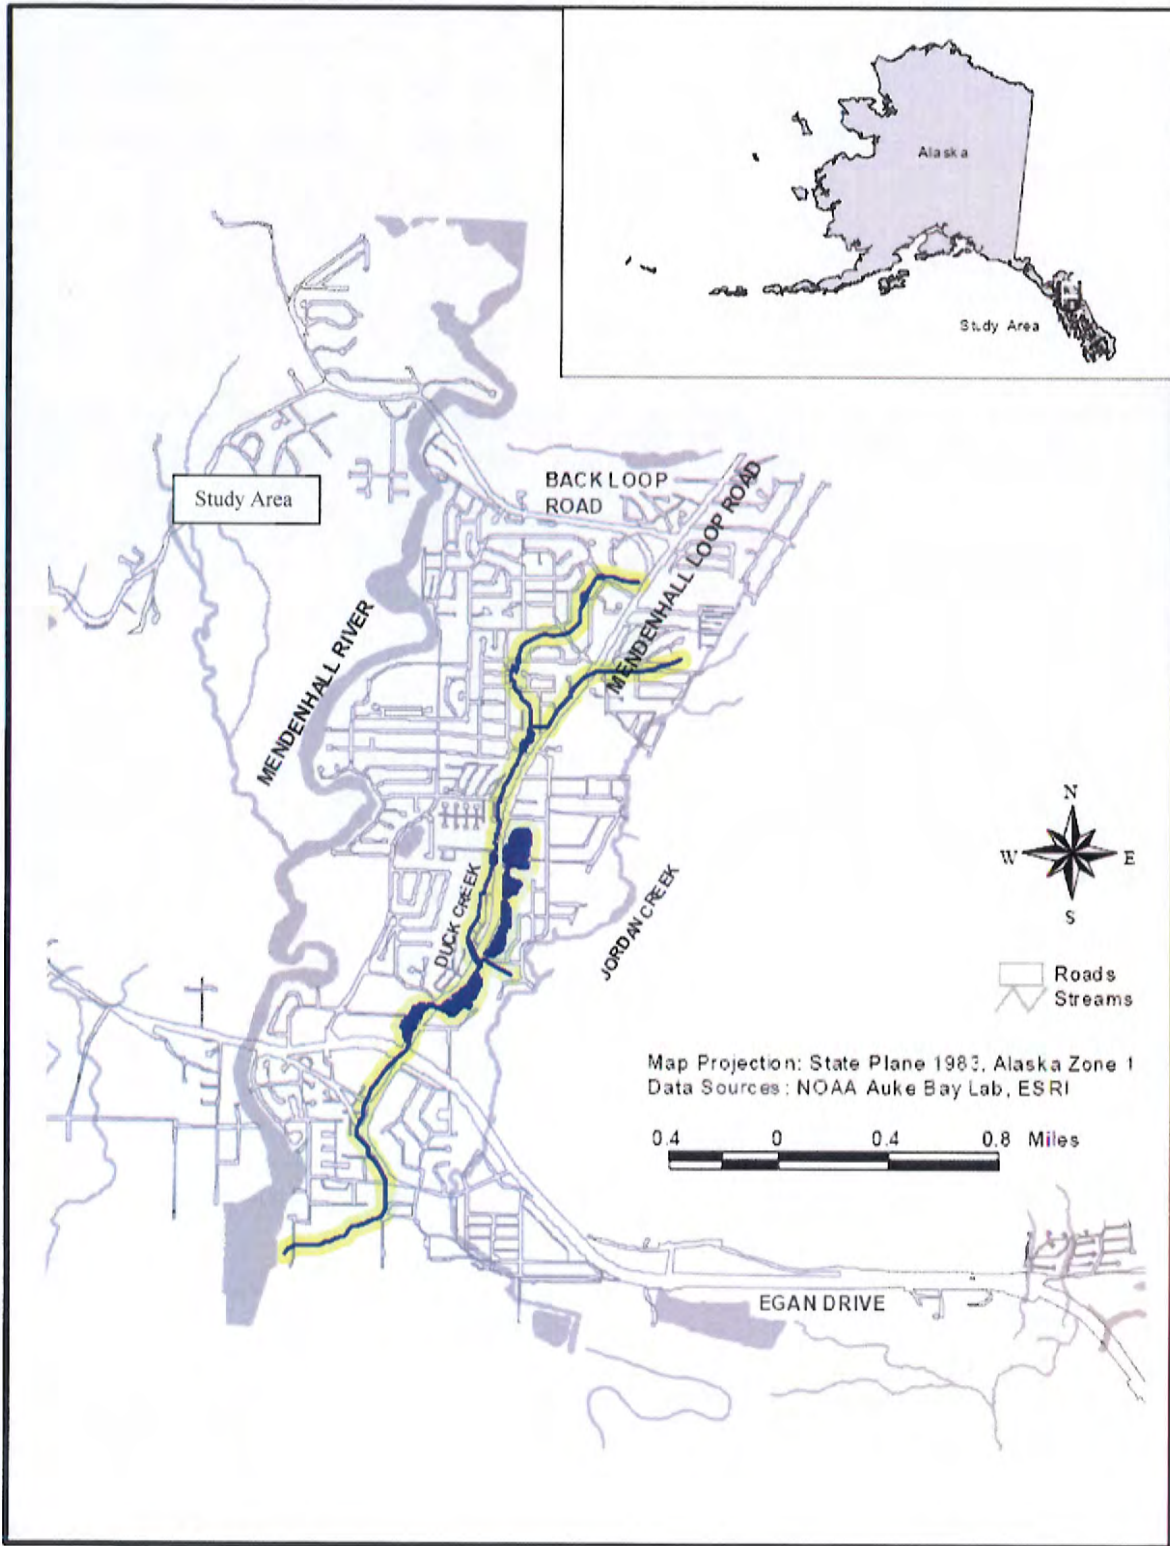 Alaska
Study Area
Study Area
BACK LOOP
ROAD
MENDENHALL LOOP ROAD
MENDENHALL RIVER
DUCK CREEK
JORDAN CREEK
N
W E
S
Roads
Streams
Map Projection: State Plane 1983, Alaska Zone 1
Data Sources: NOAA Auke Bay Lab, ESRI
0.4 0 0.4 0.8 Miles
EGAN DRIVE